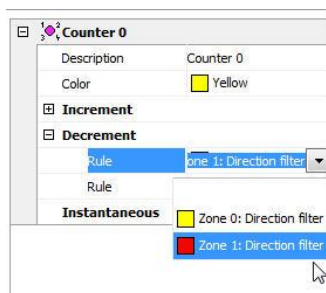 Counter 0
Description Counter 0
Color Yellow
Increment
Decrement
Rule one 1: Direction filter
Rule
Instantaneous
Zone 0: Direction filter
Zone 1: Direction filter